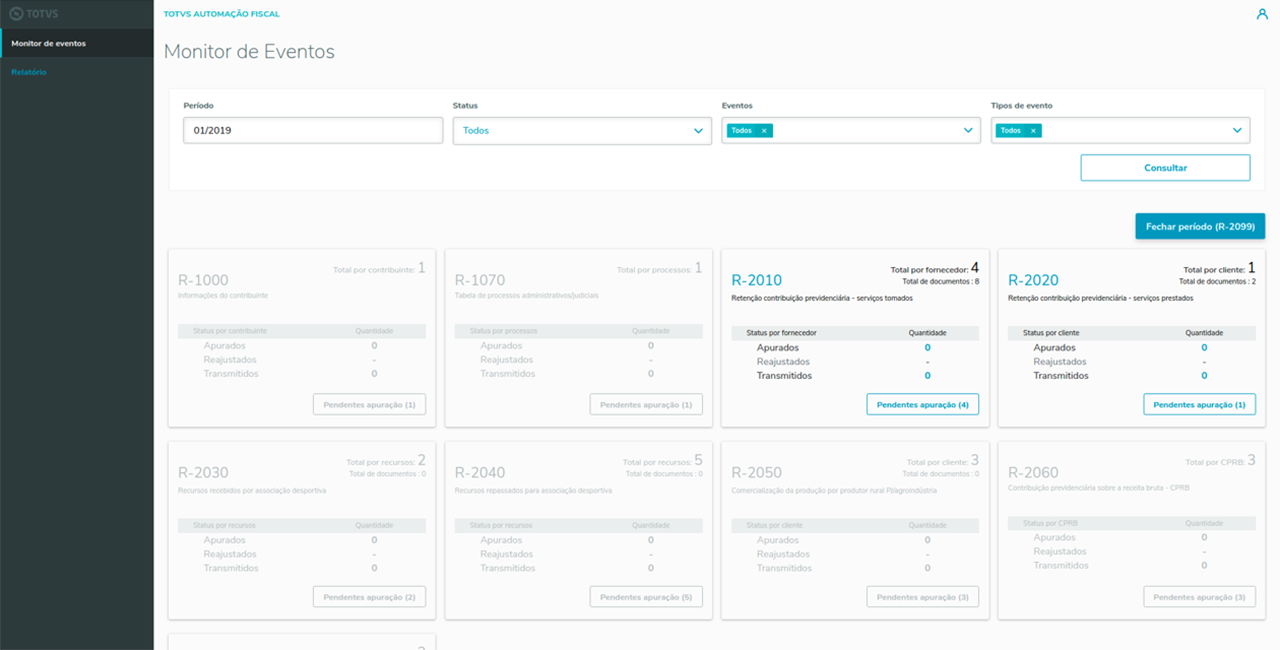 TOTVS
Monitor de eventos
Relatório
TOTVS AUTOMAÇÃO FISCAL
Monitor de Eventos
Período
Status
Eventos
Tipos de evento
01/2019
Todos
Todos ×
Todos ×
Consultar
Fechar período (R-2099)
R-1000
Total por contribuinte: 1
Informações do contribuinte
Status por contribuinte Quantidade
Apurados 0
Reajustados -
Transmitidos 0
Pendentes apuração (1)
R-1070
Total por processos: 1
Tabela de processos administrativos/judiciais
Status por processos Quantidade
Apurados 0
Reajustados -
Transmitidos 0
Pendentes apuração (1)
R-2010
Total por fornecedor: 4
Total de documentos : 8
Retenção contribuição previdenciária - serviços tomados
Status por fornecedor Quantidade
Apurados 0
Reajustados -
Transmitidos 0
Pendentes apuração (4)
R-2020
Total por cliente: 1
Total de documentos : 2
Retenção contribuição previdenciária - serviços prestados
Status por cliente Quantidade
Apurados 0
Reajustados -
Transmitidos 0
Pendentes apuração (1)
R-2030
Total por recursos: 2
Total de documentos : 0
Recursos recebidos por associação desportiva
Status por recursos Quantidade
Apurados 0
Reajustados -
Transmitidos 0
Pendentes apuração (2)
R-2040
Total por recursos: 5
Total de documentos : 0
Recursos repassados para associação desportiva
Status por recursos Quantidade
Apurados 0
Reajustados -
Transmitidos 0
Pendentes apuração (5)
R-2050
Total por cliente: 3
Total de documentos : 0
Comercialização da produção por produtor rural PJ/agroindústria
Status por cliente Quantidade
Apurados 0
Reajustados -
Transmitidos 0
Pendentes apuração (3)
R-2060
Total por CPRB: 3
Contribuição previdenciária sobre a receita bruta - CPRB
Status por CPRB Quantidade
Apurados 0
Reajustados -
Transmitidos 0
Pendentes apuração (3)